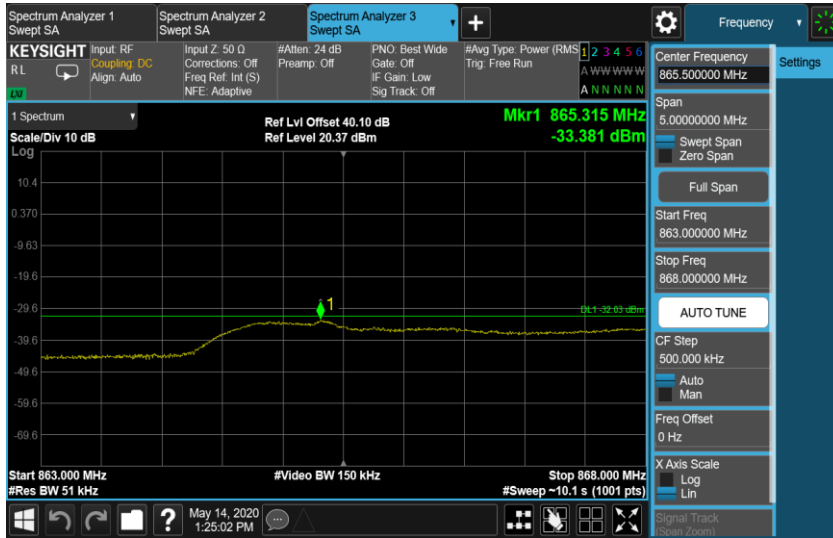 Spectrum Analyzer 1
Swept SA
Spectrum Analyzer 2
Swept SA
Spectrum Analyzer 3
Swept SA
Frequency
KEYSIGHT
R L
LXI
Input: RF
Coupling: DC
Align: Auto
Input Z: 50 Ω
Corrections: Off
Freq Ref: Int (S)
NFE: Adaptive
#Atten: 24 dB
Preamp: Off
PNO: Best Wide
Gate: Off
IF Gain: Low
Sig Track: Off
#Avg Type: Power (RMS
Trig: Free Run
1 2 3 4 5 6
A W W W W W
A N N N N N
1 Spectrum
Scale/Div 10 dB
Log
Ref Lvl Offset 40.10 dB
Ref Level 20.37 dBm
Mkr1 865.315 MHz
-33.381 dBm
10.4
0.370
-9.63
-19.6
-29.6
-39.6
-49.6
-59.6
-69.6
1
DL1 -32.03 dBm
Start 863.000 MHz
#Res BW 51 kHz
#Video BW 150 kHz
Stop 868.000 MHz
#Sweep ~10.1 s (1001 pts)
Center Frequency
865.500000 MHz
Settings
Span
5.00000000 MHz
Swept Span
Zero Span
Full Span
Start Freq
863.000000 MHz
Stop Freq
868.000000 MHz
AUTO TUNE
CF Step
500.000 kHz
Auto
Man
Freq Offset
0 Hz
X Axis Scale
Log
Lin
Signal Track
(Span Zoom)
?
May 14, 2020
1:25:02 PM